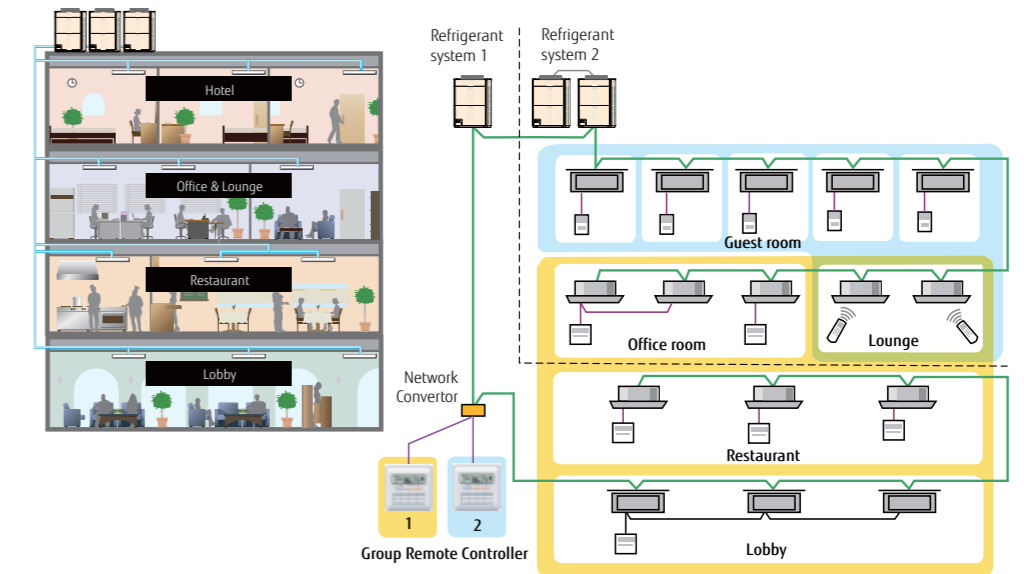 Hotel
Office & Lounge
Restaurant
Lobby
Refrigerant
system 1
Refrigerant
system 2
Guest room
Office room
Lounge
Network
Convertor
Restaurant
1
2
Lobby
Group Remote Controller